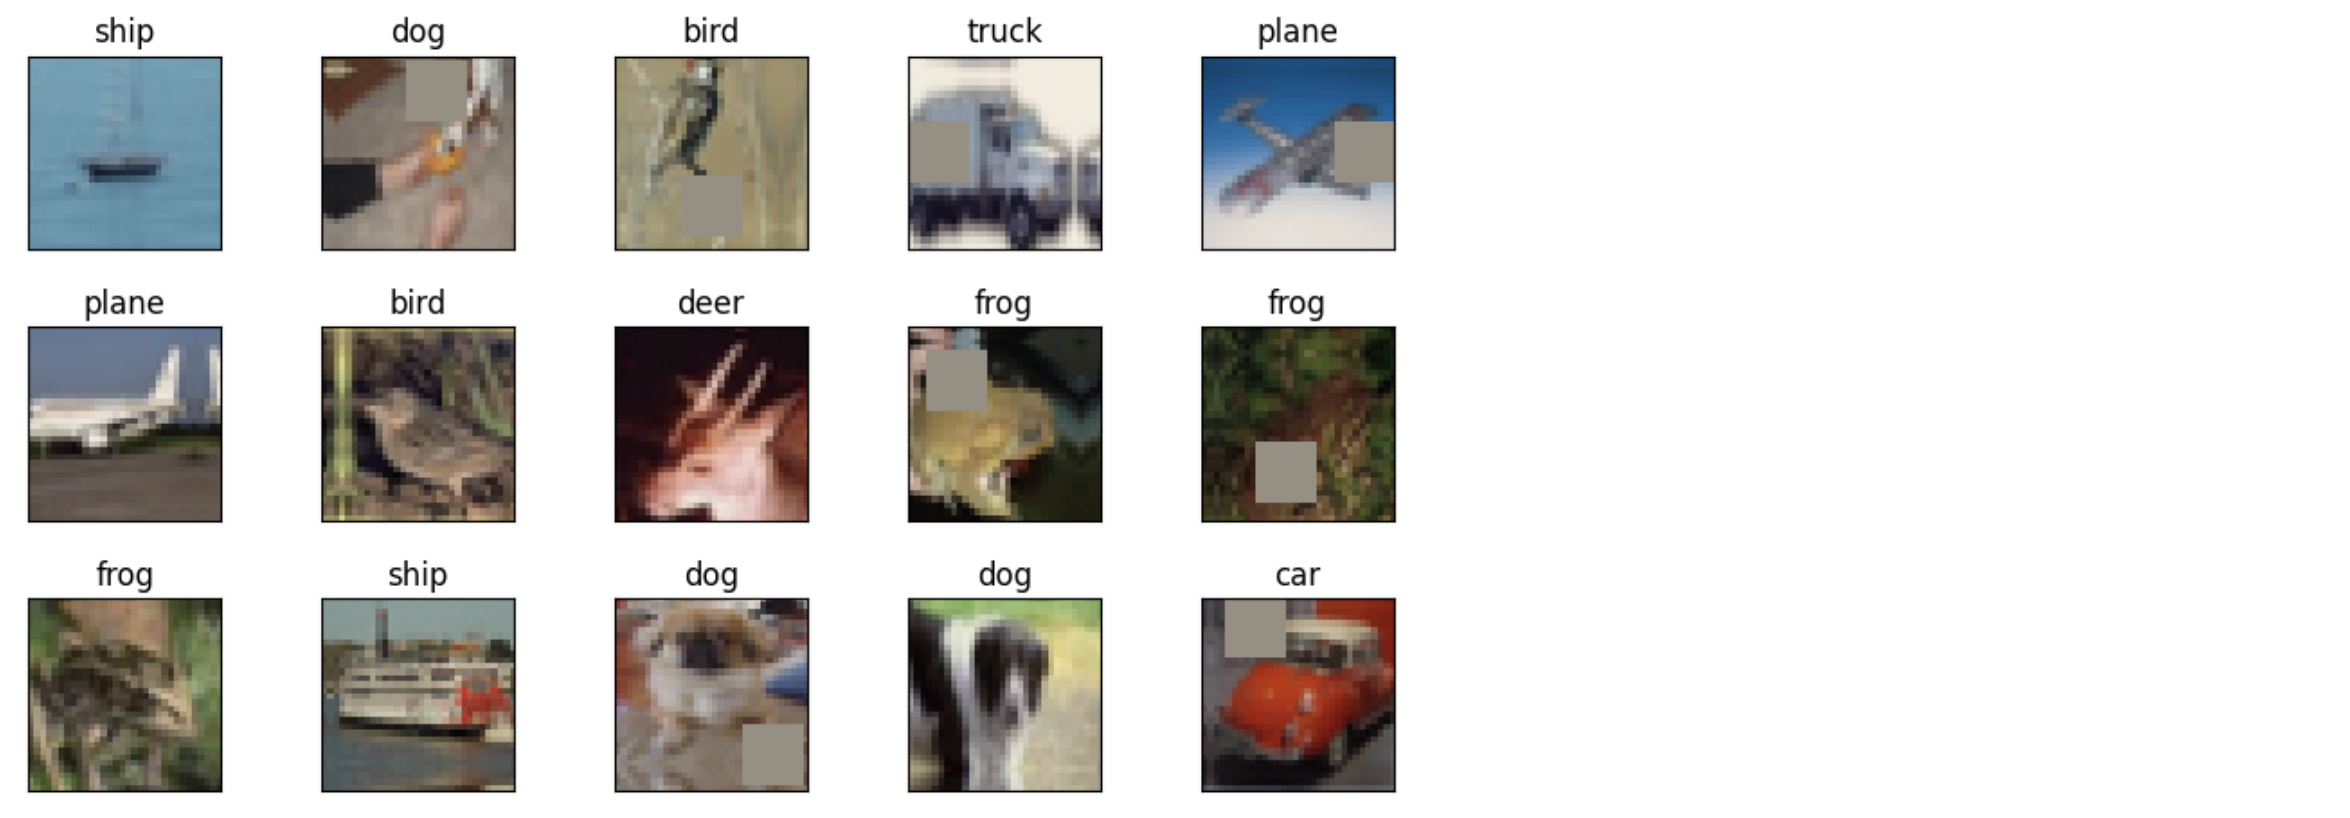 ship dog bird truck plane
plane bird deer frog frog
frog ship dog dog car